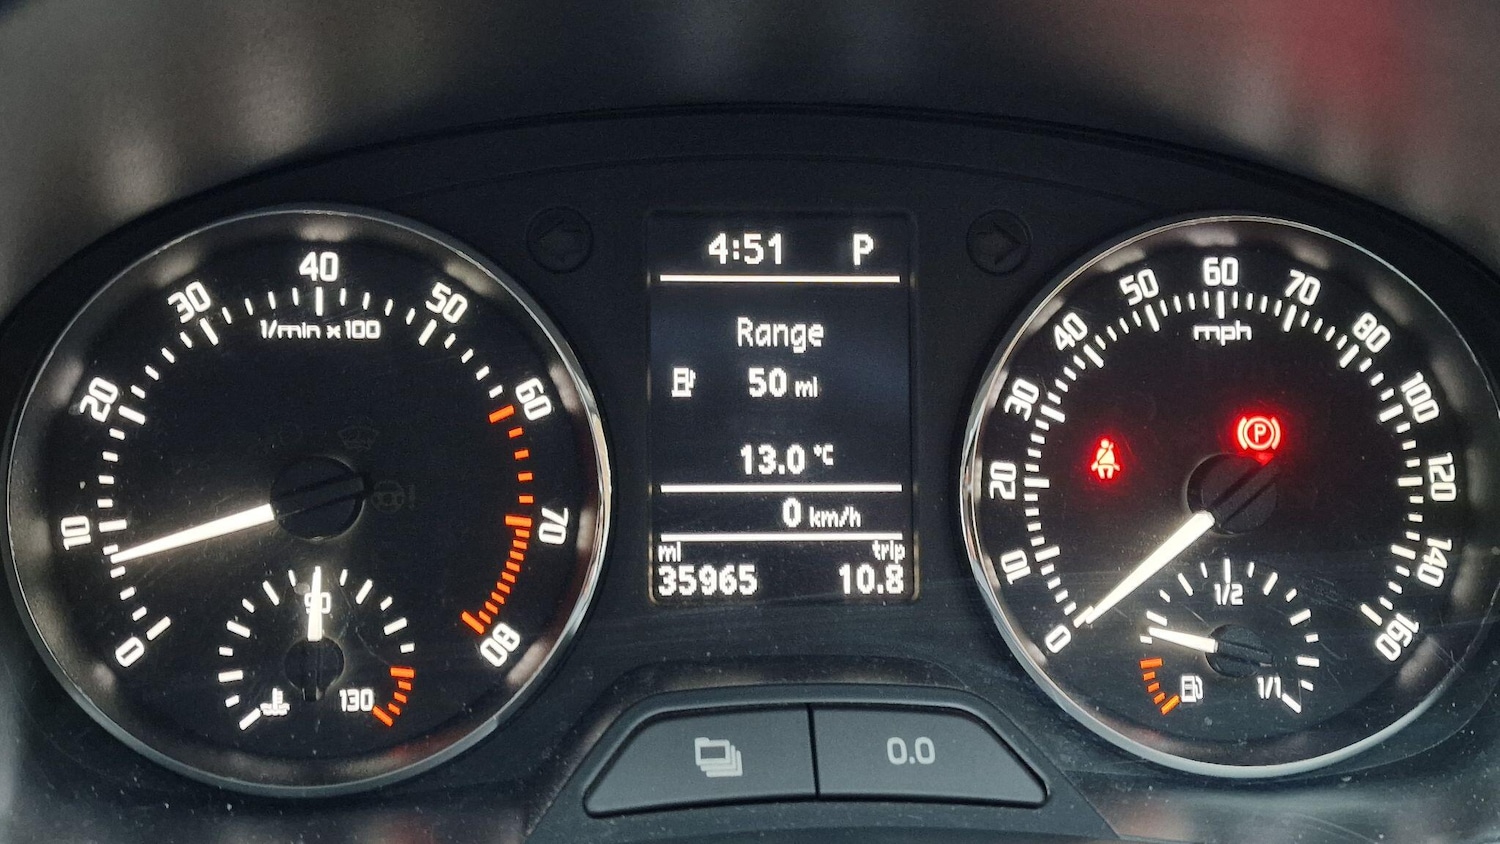 4:51 P
Range
50 mi
13.0 °C
0 km/h
mi trip
35965 10.8
0 10 20 30 40 50 60 70 80
1/min x 100
90
130
0 10 20 30 40 50 60 70 80 100 120 140 160
mph
P
1/2
1/1
0.0